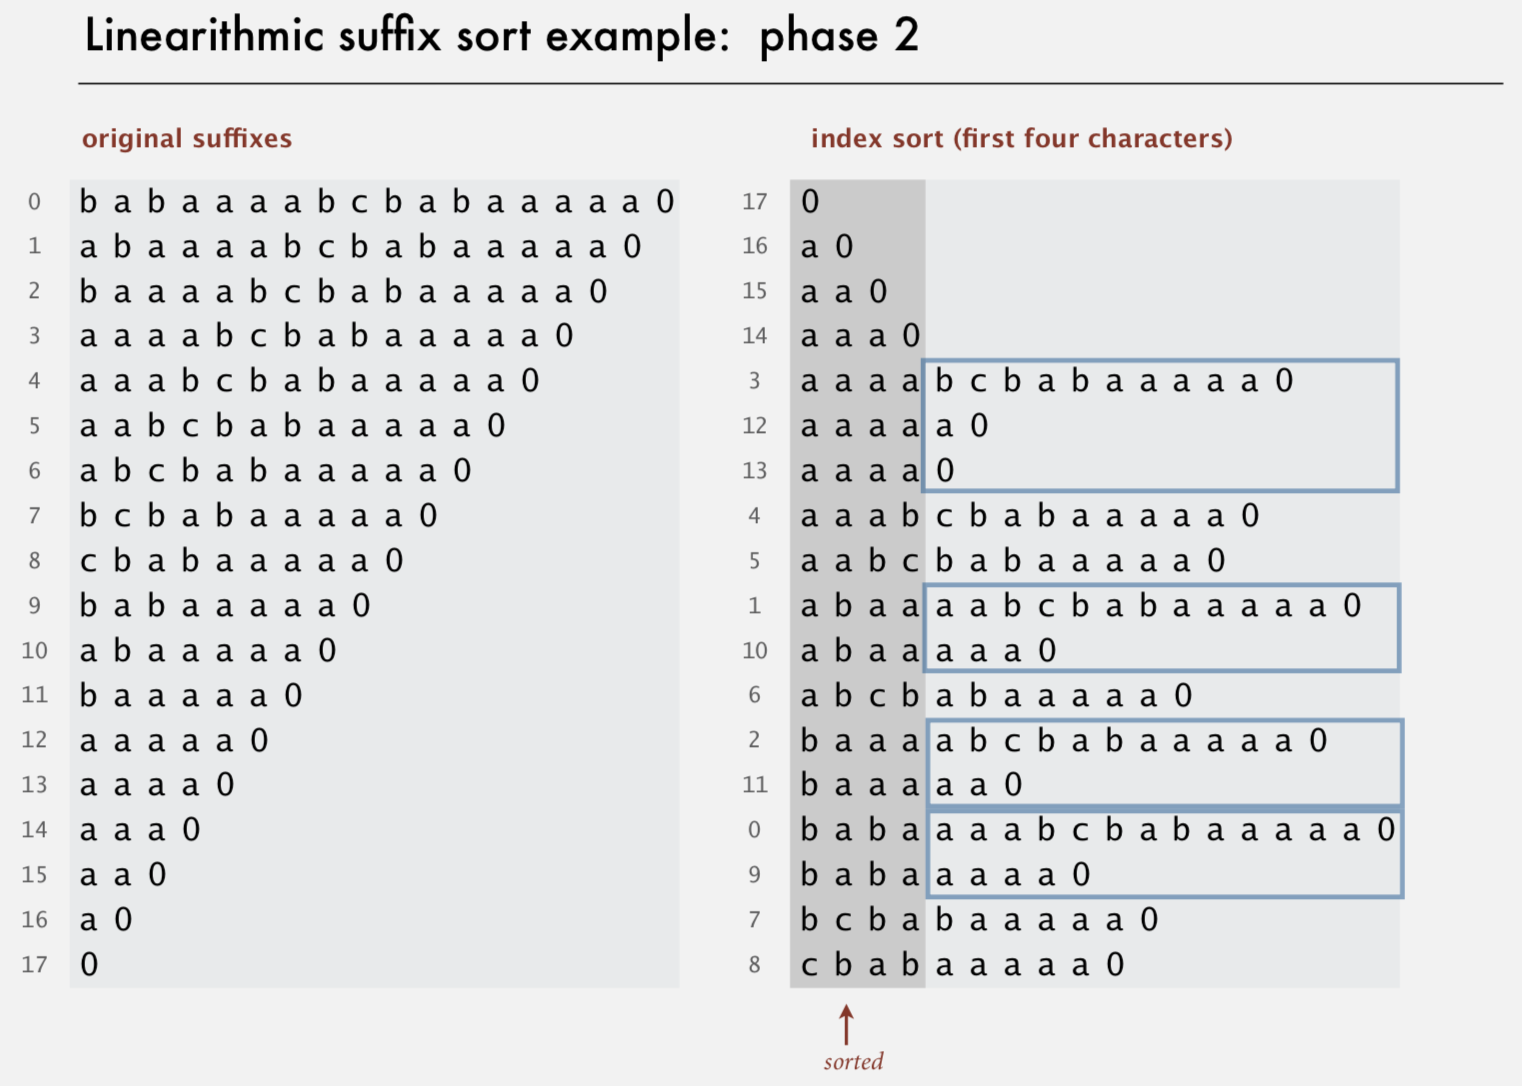 Linearithmic suffix sort example: phase 2
original suffixes
0 b a b a a a a b c b a b a a a a a 0
1 a b a a a a b c b a b a a a a a 0
2 b a a a a b c b a b a a a a a 0
3 a a a a b c b a b a a a a a 0
4 a a a b c b a b a a a a a 0
5 a a b c b a b a a a a a 0
6 a b c b a b a a a a a 0
7 b c b a b a a a a a 0
8 c b a b a a a a a 0
9 b a b a a a a a 0
10 a b a a a a a 0
11 b a a a a a 0
12 a a a a a 0
13 a a a a 0
14 a a a 0
15 a a 0
16 a 0
17 0
index sort (first four characters)
17 0
16 a 0
15 a a 0
14 a a a 0
3 a a a a b c b a b a a a a a 0
12 a a a a a 0
13 a a a a 0
4 a a a b c b a b a a a a a 0
5 a a b c b a b a a a a a 0
1 a b a a a a b c b a b a a a a a 0
10 a b a a a a a 0
6 a b c b a b a a a a a 0
2 b a a a a b c b a b a a a a a 0
11 b a a a a a 0
0 b a b a a a a b c b a b a a a a a 0
9 b a b a a a a a 0
7 b c b a b a a a a a 0
8 c b a b a a a a a 0
sorted